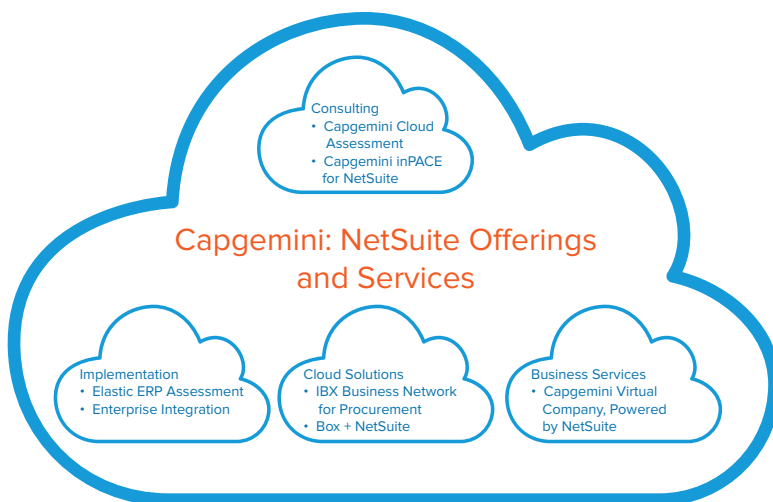 Consulting
• Capgemini Cloud
Assessment
• Capgemini inPACE
for NetSuite
Capgemini: NetSuite Offerings
and Services
Implementation
• Elastic ERP Assessment
• Enterprise Integration
Cloud Solutions
• IBX Business Network
for Procurement
• Box + NetSuite
Business Services
• Capgemini Virtual
Company, Powered
by NetSuite